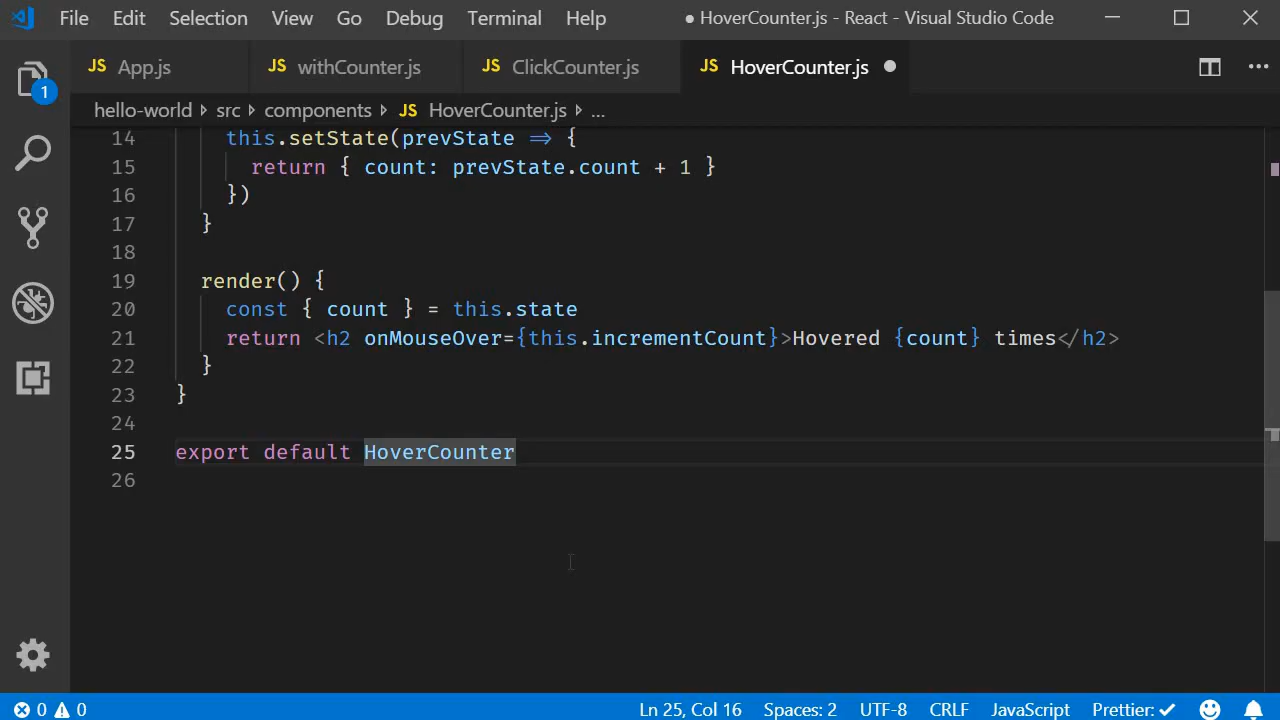 File Edit Selection View Go Debug Terminal Help ● HoverCounter.js - React - Visual Studio Code
JS App.js JS withCounter.js JS ClickCounter.js JS HoverCounter.js ●
1
hello-world › src › components › JS HoverCounter.js › ...
14 this.setState(prevState => {
15 return { count: prevState.count + 1 }
16 })
17 }
18
19 render() {
20 const { count } = this.state
21 return <h2 onMouseOver={this.incrementCount}>Hovered {count} times</h2>
22 }
23 }
24
25 export default HoverCounter
26
0 0 Ln 25, Col 16 Spaces: 2 UTF-8 CRLF JavaScript Prettier: ✓